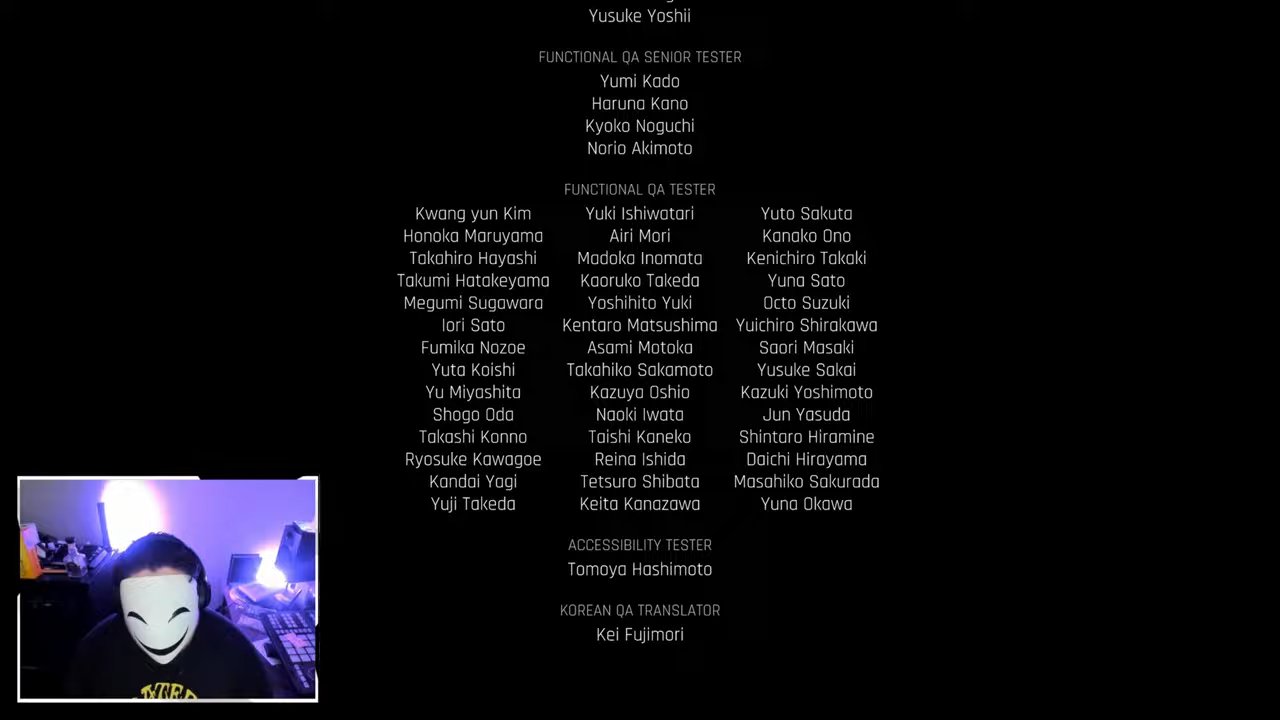 Yusuke Yoshii
FUNCTIONAL QA SENIOR TESTER
Yumi Kado
Haruna Kano
Kyoko Noguchi
Norio Akimoto
FUNCTIONAL QA TESTER
Kwang yun Kim Yuki Ishiwatari Yuto Sakuta
Honoka Maruyama Airi Mori Kanako Ono
Takahiro Hayashi Madoka Inomata Kenichiro Takaki
Takumi Hatakeyama Kaoruko Takeda Yuna Sato
Megumi Sugawara Yoshihito Yuki Octo Suzuki
Iori Sato Kentaro Matsushima Yuichiro Shirakawa
Fumika Nozoe Asami Motoka Saori Masaki
Yuta Koishi Takahiko Sakamoto Yusuke Sakai
Yu Miyashita Kazuya Oshio Kazuki Yoshimoto
Shogo Oda Naoki Iwata Jun Yasuda
Takashi Konno Taishi Kaneko Shintaro Hiramine
Ryosuke Kawagoe Reina Ishida Daichi Hirayama
Kandai Yagi Tetsuro Shibata Masahiko Sakurada
Yuji Takeda Keita Kanazawa Yuna Okawa
ACCESSIBILITY TESTER
Tomoya Hashimoto
KOREAN QA TRANSLATOR
Kei Fujimori